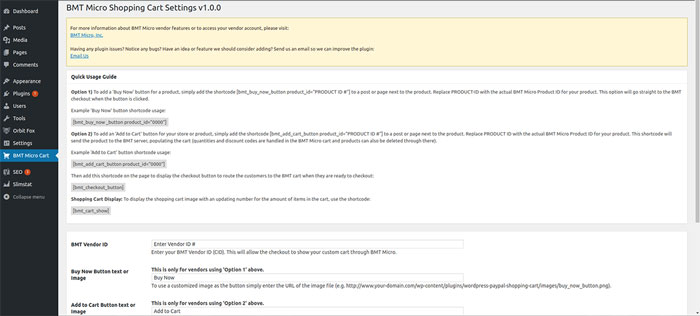 Dashboard
Posts
Media
Pages
Comments
Appearance
Plugins 1
Users
Tools
Orbit Fox
Settings
BMT Micro Cart
SEO
Slimstat
Collapse menu
BMT Micro Shopping Cart Settings v1.0.0
For more information about BMT Micro vendor features or to access your vendor account, please visit:
BMT Micro, Inc.
Having any plugin issues? Notice any bugs? Have an idea or feature we should consider adding? Send us an email so we can improve the plugin:
Email Us
Quick Usage Guide
Option 1) To add a 'Buy Now' button for a product, simply add the shortcode [bmt_buy_now_button product_id="PRODUCT ID #"] to a post or page next to the product. Replace PRODUCT-ID with the actual BMT Micro Product ID for your product. This option will go straight to the BMT
checkout when the button is clicked.
Example 'Buy Now' button shortcode usage:
[bmt_buy_now_button product_id="0000"]
Option 2) To add an 'Add to Cart' button for your store or product, simply add the shortcode [bmt_add_cart_button product_id="PRODUCT ID #"] to a post or page next to the product. Replace PRODUCT ID with the actual BMT Micro Product ID for your product. This shortcode will
send the product to the BMT server, populating the cart (quantities and discount codes are handled in the BMT Micro cart and products can also be deleted through there).
Example 'Add to Cart' button shortcode usage:
[bmt_add_cart_button product_id="0000"]
Then add this shortcode on the page to display the checkout button to route the customers to the BMT cart when they are ready to checkout:
[bmt_checkout_button]
Shopping Cart Display: To display the shopping cart image with an updating number for the amount of items in the cart, use the shortcode:
[bmt_cart_show]
BMT Vendor ID
Enter Vendor ID #
Enter your BMT Vendor ID (CID). This will allow the checkout to show your custom cart through BMT Micro.
Buy Now Button text or
Image
This is only for vendors using 'Option 1' above.
Buy Now
To use a customized image as the button simply enter the URL of the image file (e.g. http://www.your-domain.com/wp-content/plugins/wordpress-paypal-shopping-cart/images/buy_now_button.png).
Add to Cart Button text or
Image
This is only for vendors using 'Option 2' above.
Add to Cart